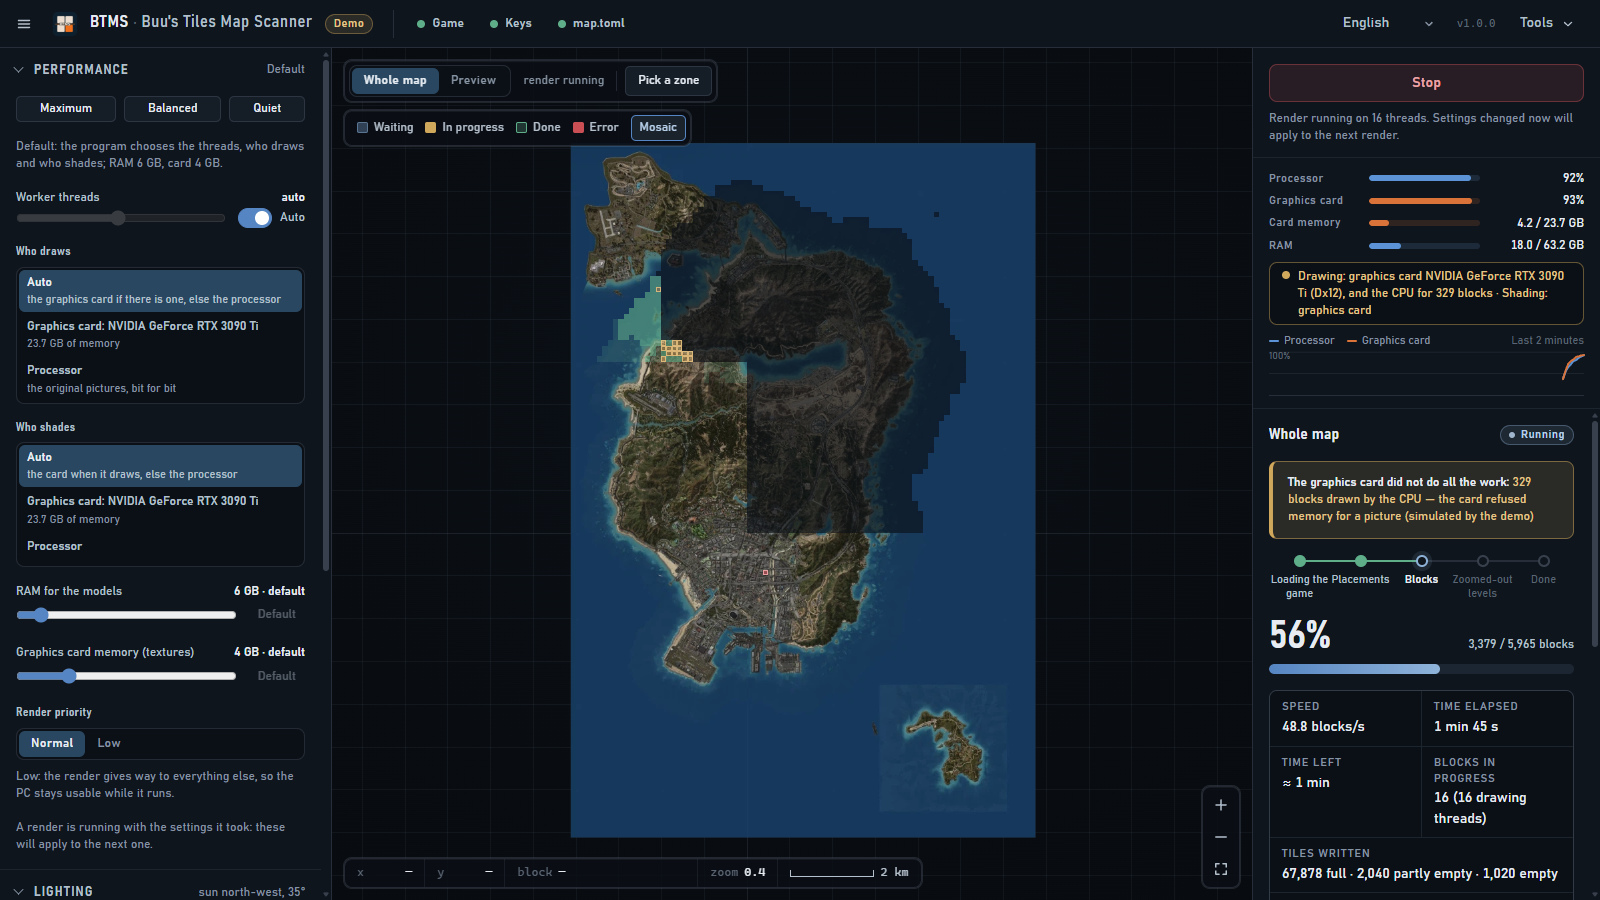 BTMS · Buu's Tiles Map Scanner Demo Game Keys map.toml English v1.0.0 Tools
PERFORMANCE Default
Maximum Balanced Quiet
Default: the program chooses the threads, who draws
and who shades; RAM 6 GB, card 4 GB.
Worker threads auto
Auto
Who draws
Auto
the graphics card if there is one, else the processor
Graphics card: NVIDIA GeForce RTX 3090 Ti
23.7 GB of memory
Processor
the original pictures, bit for bit
Who shades
Auto
the card when it draws, else the processor
Graphics card: NVIDIA GeForce RTX 3090 Ti
23.7 GB of memory
Processor
RAM for the models 6 GB · default
Default
Graphics card memory (textures) 4 GB · default
Default
Render priority
Normal Low
Low: the render gives way to everything else, so the
PC stays usable while it runs.
A render is running with the settings it took: these
will apply to the next one.
LIGHTING sun north-west, 35°
Whole map Preview render running Pick a zone
Waiting In progress Done Error Mosaic
x – y – block – zoom 0.4 2 km
Stop
Render running on 16 threads. Settings changed now will
apply to the next render.
Processor 92%
Graphics card 93%
Card memory 4.2 / 23.7 GB
RAM 18.0 / 63.2 GB
Drawing: graphics card NVIDIA GeForce RTX 3090
Ti (Dx12), and the CPU for 329 blocks · Shading:
graphics card
Processor Graphics card Last 2 minutes
100%
Whole map Running
The graphics card did not do all the work: 329
blocks drawn by the CPU — the card refused
memory for a picture (simulated by the demo)
Loading the game Placements Blocks Zoomed-out levels Done
56% 3,379 / 5,965 blocks
SPEED
48.8 blocks/s
TIME ELAPSED
1 min 45 s
TIME LEFT
≈ 1 min
BLOCKS IN
PROGRESS
16 (16 drawing
threads)
TILES WRITTEN
67,878 full · 2,040 partly empty · 1,020 empty